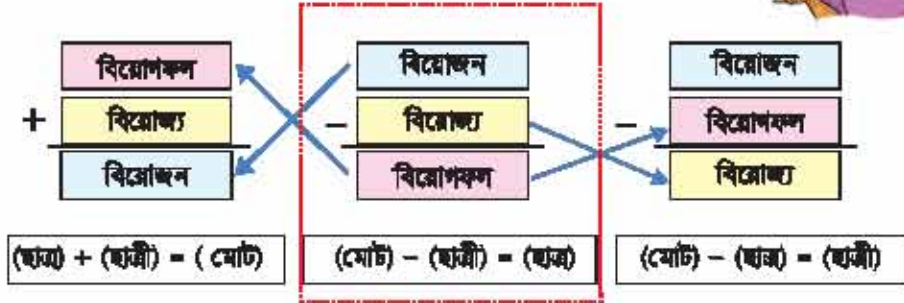 বিয়োগফল বিয়োজন বিয়োজন
+ বিয়োজ্য − বিয়োজ্য − বিয়োগফল
বিয়োজন বিয়োগফল বিয়োজ্য
(ছাত্র) + (ছাত্রী) = ( মোট) (মোট) − (ছাত্রী) = (ছাত্র) (মোট) − (ছাত্র) = (ছাত্রী)